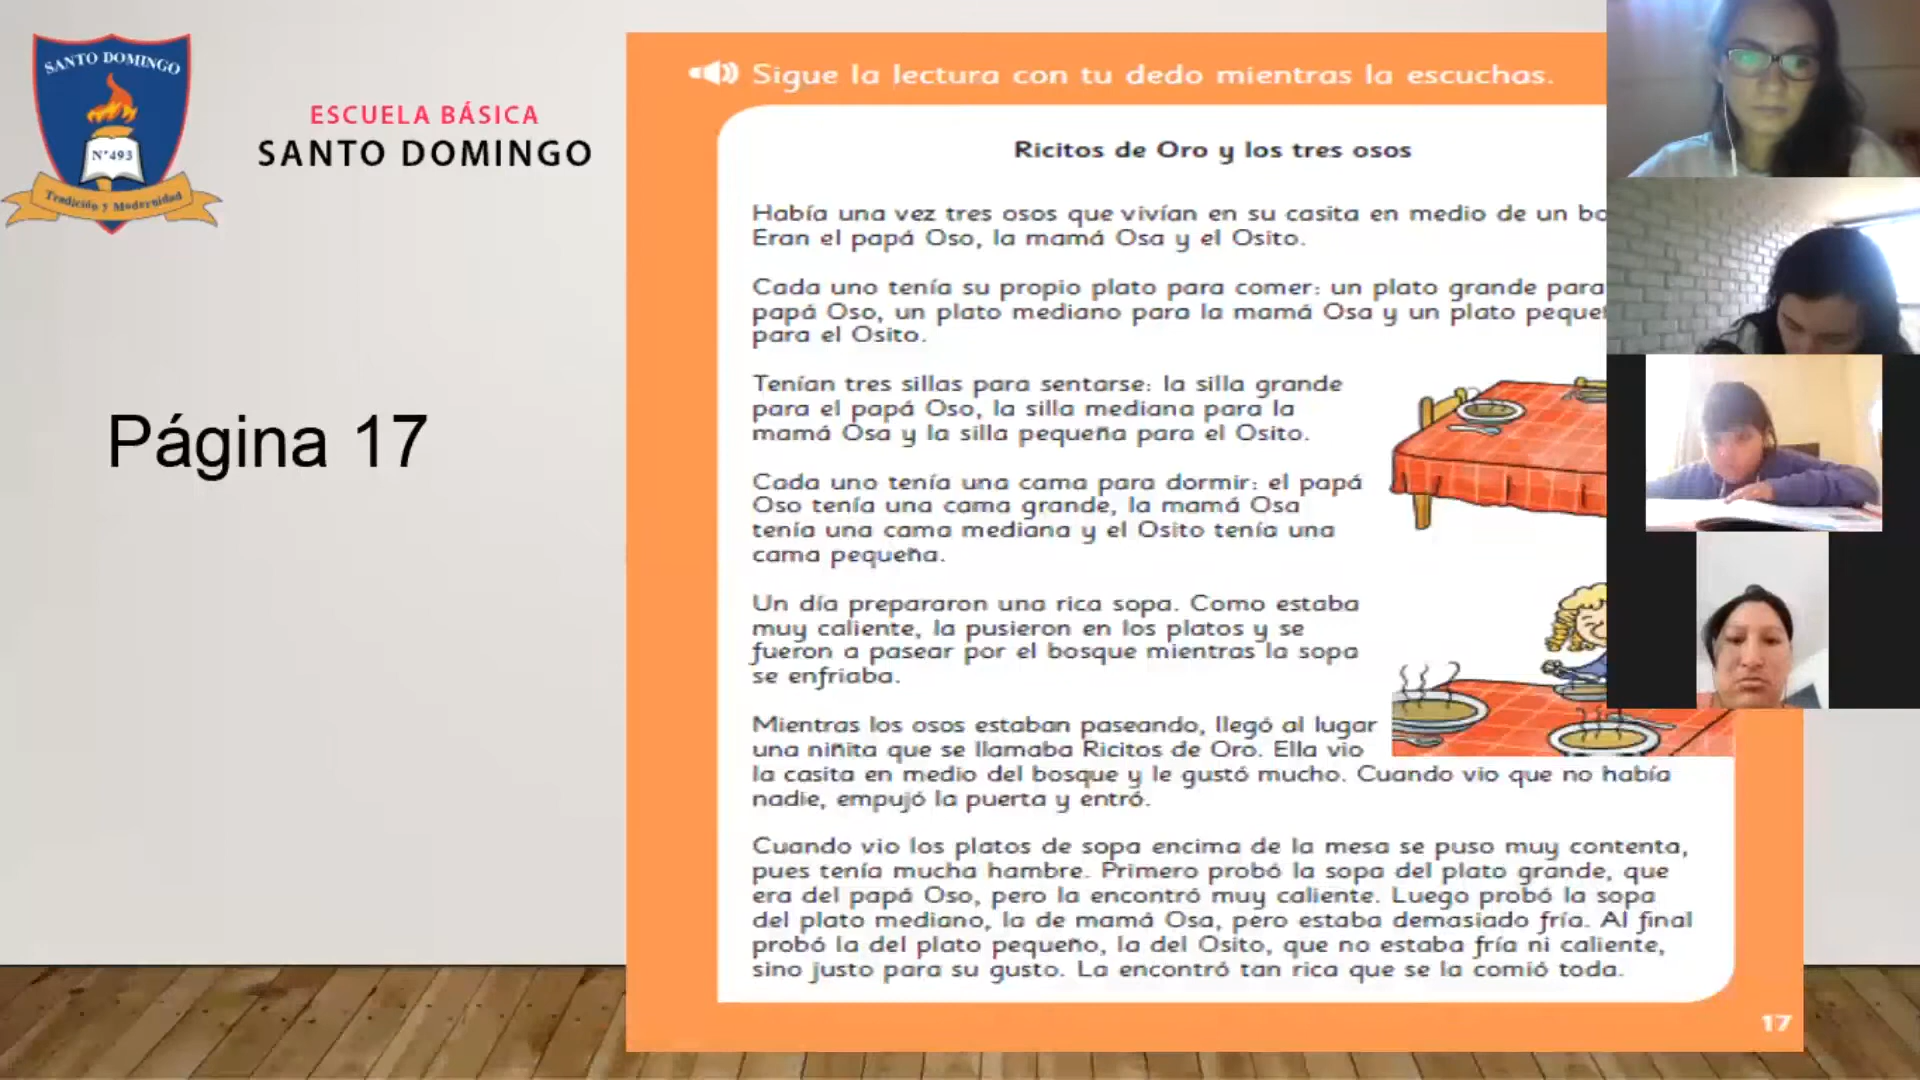 SANTO DOMINGO
N°493
Tradición y Modernidad
ESCUELA BÁSICA
SANTO DOMINGO
Página 17
Sigue la lectura con tu dedo mientras la escuchas.
Ricitos de Oro y los tres osos
Había una vez tres osos que vivían en su casita en medio de un
Eran el papá Oso, la mamá Osa y el Osito.
Cada uno tenía su propio plato para comer: un plato grande para
papá Oso, un plato mediano para la mamá Osa y un plato
para el Osito.
Tenían tres sillas para sentarse: la silla grande
para el papá Oso, la silla mediana para la
mamá Osa y la silla pequeña para el Osito.
Cada uno tenía una cama para dormir: el papá
Oso tenía una cama grande, la mamá Osa
tenía una cama mediana y el Osito tenía una
cama pequeña.
Un día prepararon una rica sopa. Como estaba
muy caliente, la pusieron en los platos y se
fueron a pasear por el bosque mientras la sopa
se enfriaba.
Mientras los osos estaban paseando, llegó al lugar
una niñita que se llamaba Ricitos de Oro. Ella vio
la casita en medio del bosque y le gustó mucho. Cuando vio que no había
nadie, empujó la puerta y entró.
Cuando vio los platos de sopa encima de la mesa se puso muy contenta,
pues tenía mucha hambre. Primero probó la sopa del plato grande, que
era del papá Oso, pero la encontró muy caliente. Luego probó la sopa
del plato mediano, la de mamá Osa, pero estaba demasiado fría. Al final
probó la del plato pequeño, la del Osito, que no estaba fría ni caliente,
sino justo para su gusto. La encontró tan rica que se la comió toda.
17